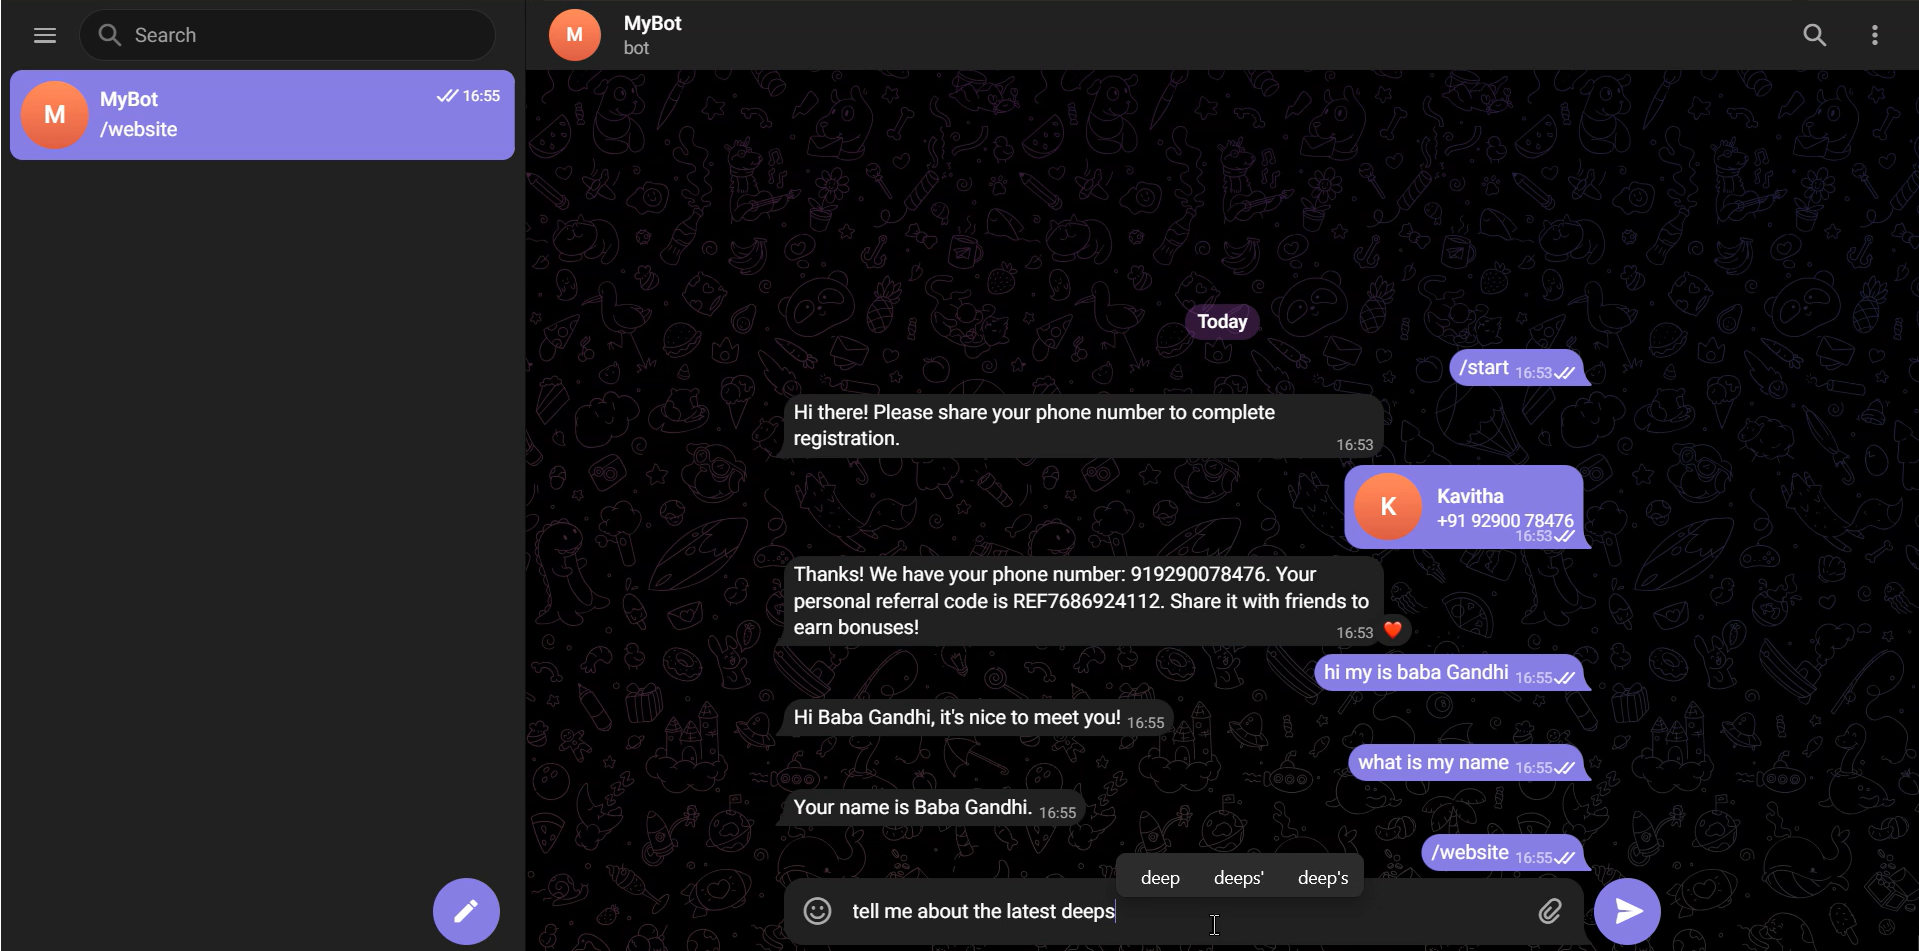 Search
M
MyBot
16:55
/website
M
MyBot
bot
Today
/start 16:53
Hi there! Please share your phone number to complete
registration.
16:53
K
Kavitha
+91 92900 78476
16:53
Thanks! We have your phone number: 919290078476. Your
personal referral code is REF7686924112. Share it with friends to
earn bonuses!
16:53
hi my is baba Gandhi 16:55
Hi Baba Gandhi, it's nice to meet you! 16:55
what is my name 16:55
Your name is Baba Gandhi. 16:55
/website 16:55
deep deeps' deep's
tell me about the latest deeps